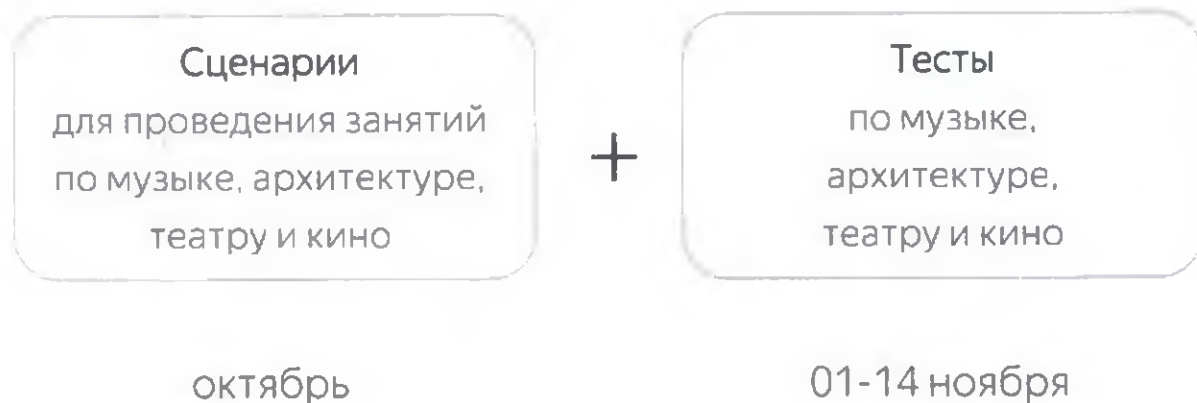 Сценарии
для проведения занятий
по музыке, архитектуре,
театру и кино
+
Тесты
по музыке,
архитектуре,
театру и кино
октябрь
01-14 ноября